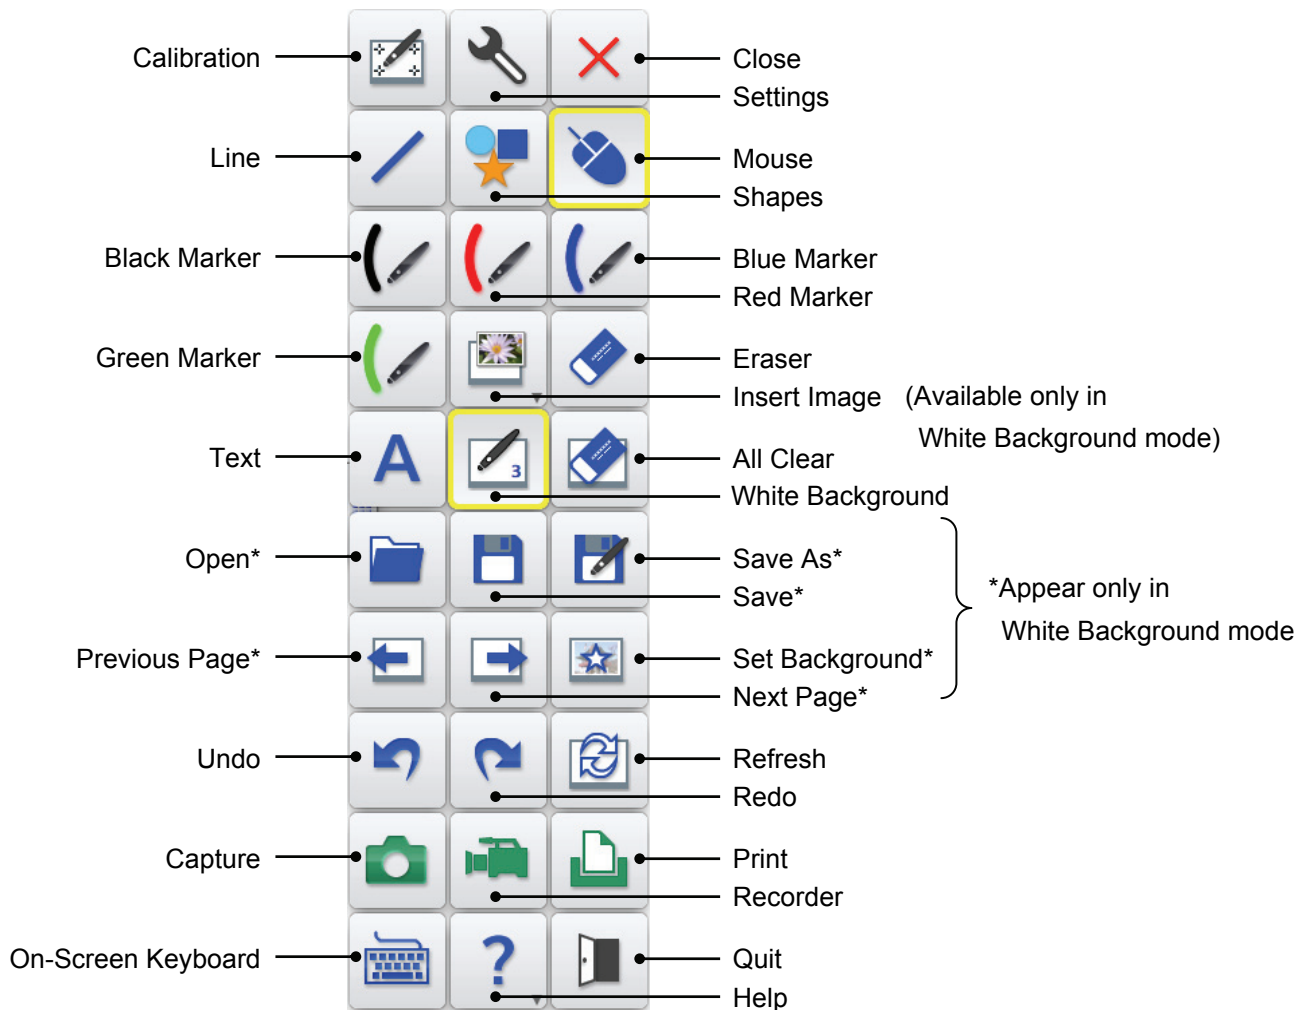 Calibration
Close
Settings
Line
Mouse
Shapes
Black Marker
Blue Marker
Red Marker
Green Marker
Eraser
Insert Image (Available only in
White Background mode)
Text
A
3
All Clear
White Background
Open*
Save As*
Save*
*Appear only in
White Background mode
Previous Page*
Set Background*
Next Page*
Undo
Refresh
Redo
Capture
Print
Recorder
On-Screen Keyboard
?
Quit
Help